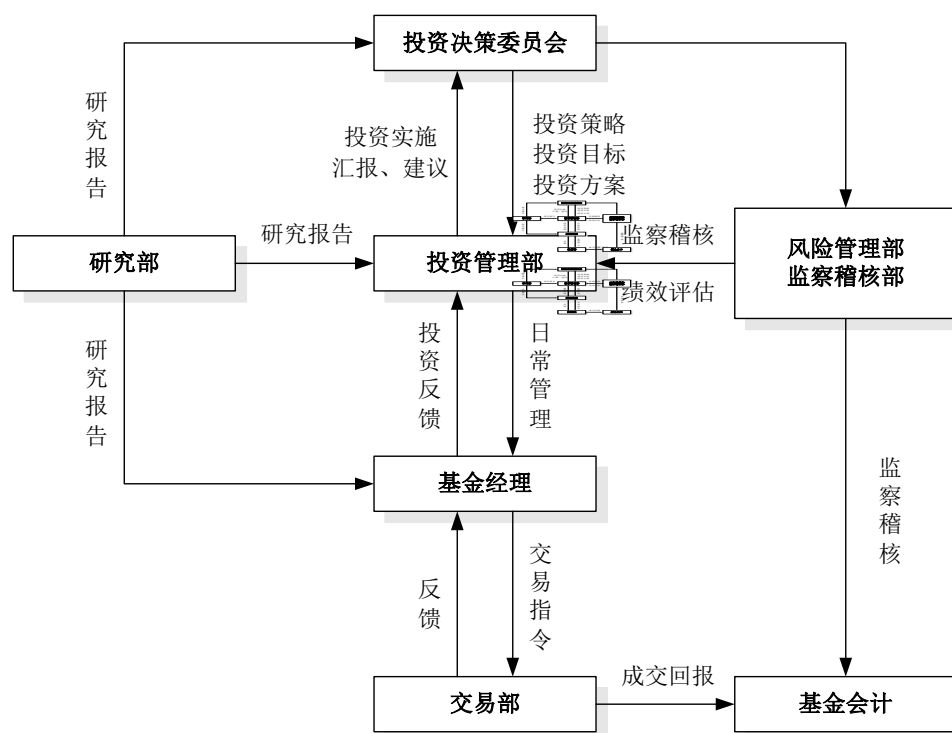 投资决策委员会
研究报告
投资实施
汇报、建议
投资策略
投资目标
投资方案
研究部
研究报告
投资管理部
监察稽核
绩效评估
风险管理部
监察稽核部
研究报告
投资反馈
日常管理
基金经理
监察稽核
反馈
交易指令
交易部
成交回报
基金会计